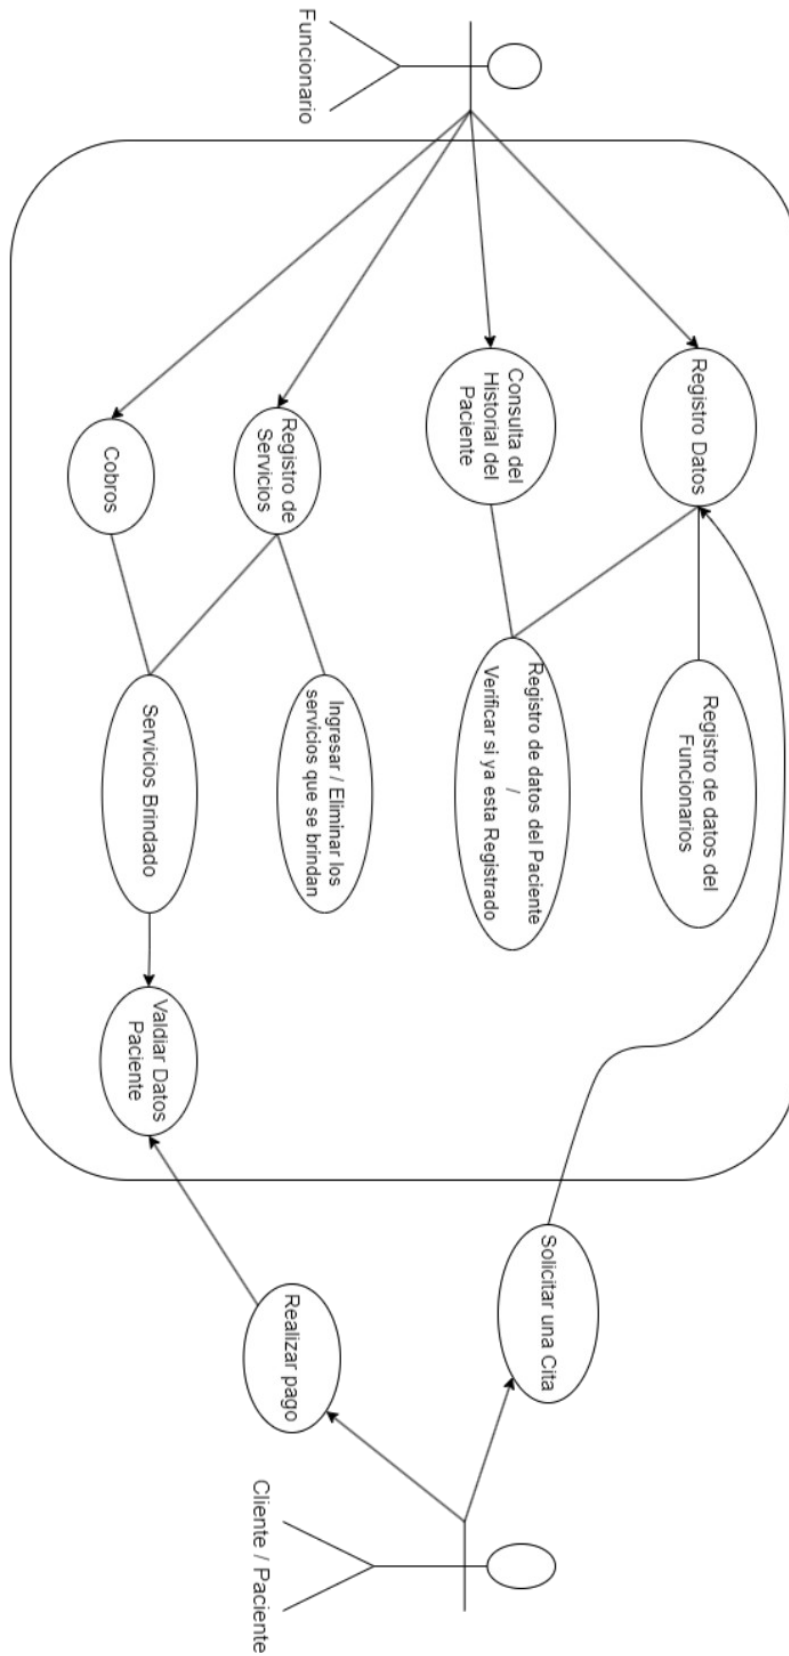 Funcionario
Registro Datos
Consulta del
Historial del
Paciente
Registro de
Servicios
Cobros
Registro de datos del
Funcionarios
Registro de datos del Paciente
/
Verificar si ya esta Registrado
Ingresar / Eliminar los
servicios que se brindan
Servicios Brindado
Valdiar Datos
Paciente
Solicitar una Cita
Realizar pago
Cliente / Paciente